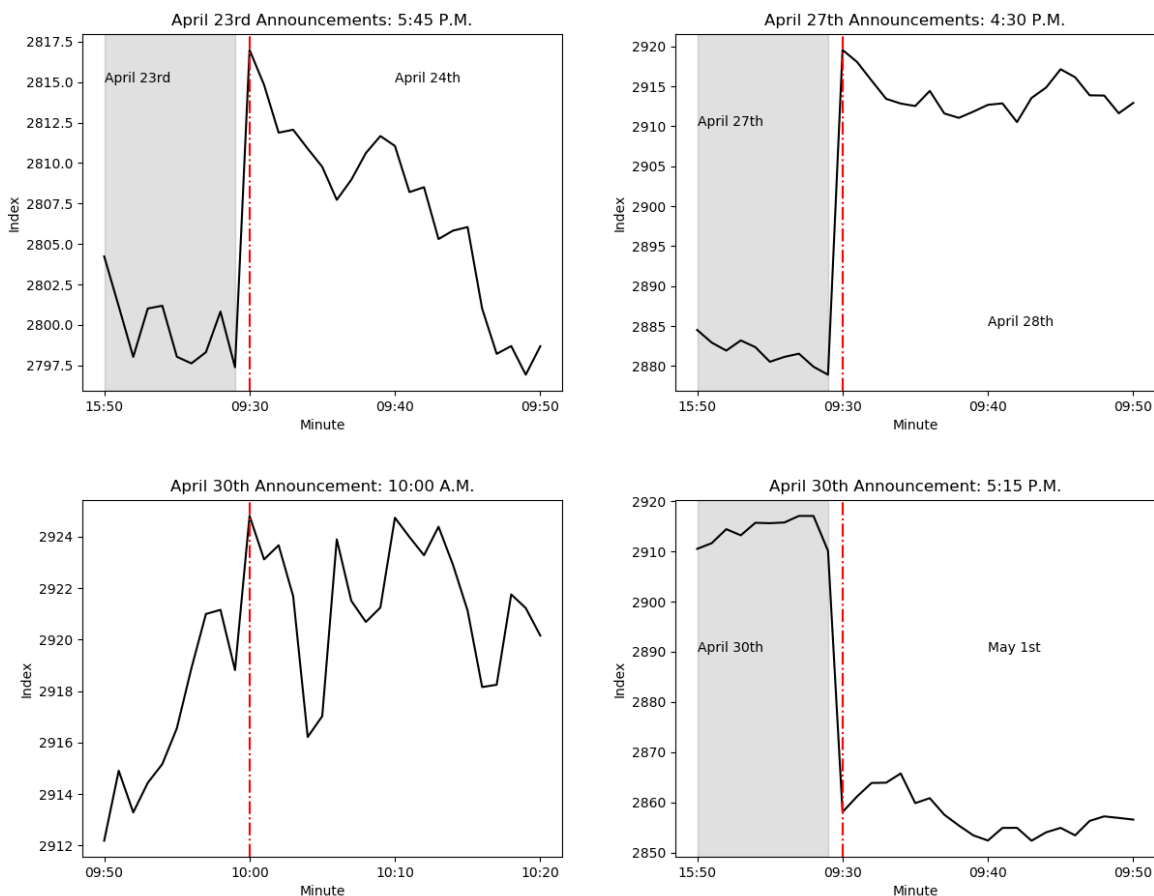 April 23rd Announcements: 5:45 P.M.
2817.5
2815.0
2812.5
2810.0
2807.5
2805.0
2802.5
2800.0
2797.5
Index
April 23rd
April 24th
15:50
09:30
09:40
09:50
Minute
April 27th Announcements: 4:30 P.M.
2920
2915
2910
2905
2900
2895
2890
2885
2880
Index
April 27th
April 28th
15:50
09:30
09:40
09:50
Minute
April 30th Announcement: 10:00 A.M.
2924
2922
2920
2918
2916
2914
2912
Index
09:50
10:00
10:10
10:20
Minute
April 30th Announcement: 5:15 P.M.
2920
2910
2900
2890
2880
2870
2860
2850
Index
April 30th
May 1st
15:50
09:30
09:40
09:50
Minute